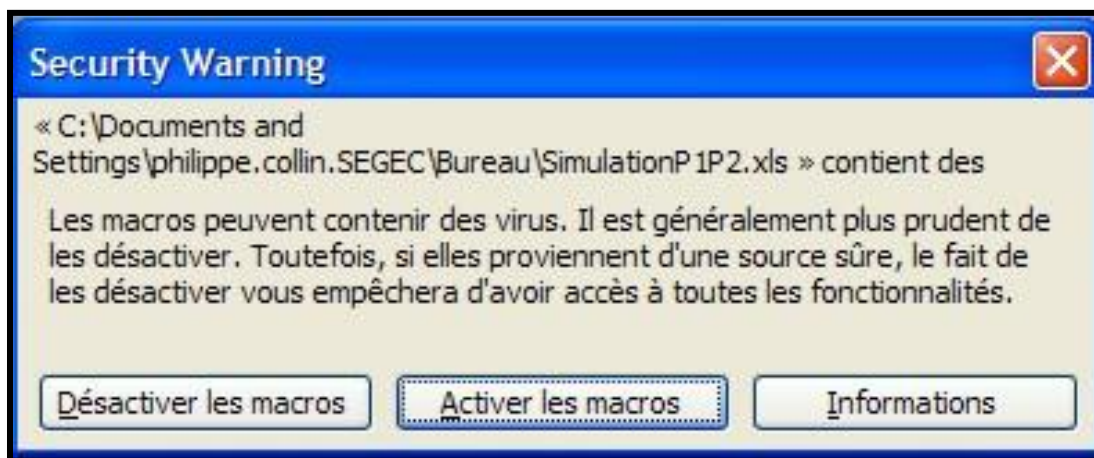 Security Warning
« C:\Documents and
Settings\philippe.collin.SEGEC\Bureau\SimulationP1P2.xls » contient des
Les macros peuvent contenir des virus. Il est généralement plus prudent de
les désactiver. Toutefois, si elles proviennent d'une source sûre, le fait de
les désactiver vous empêchera d'avoir accès à toutes les fonctionnalités.
Désactiver les macros Activer les macros Informations